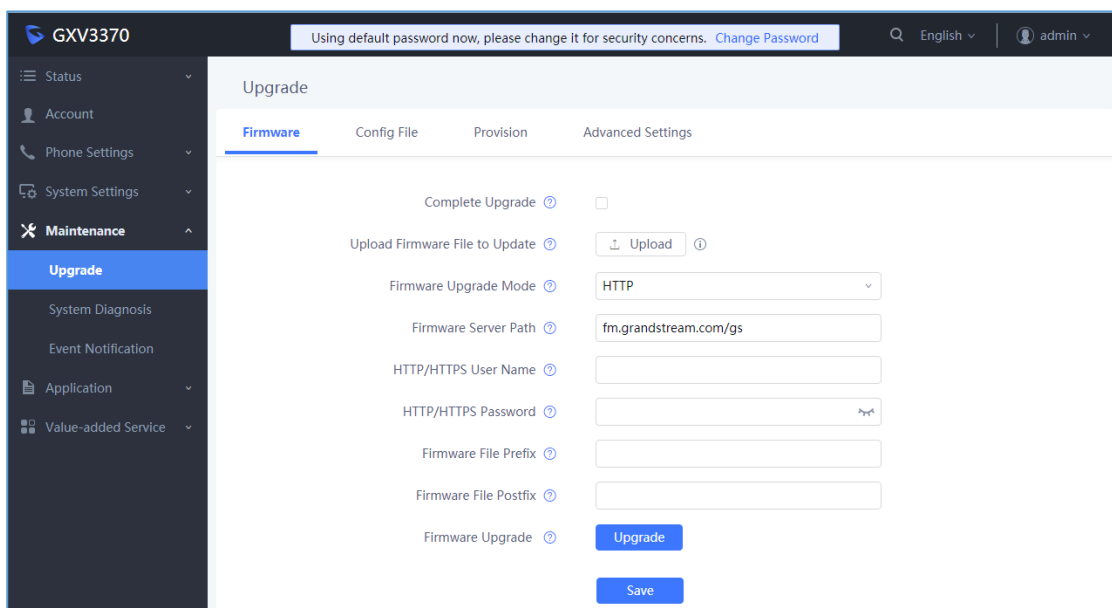 GXV3370
Using default password now, please change it for security concerns. Change Password
English
admin
Status
Account
Phone Settings
System Settings
Maintenance
Upgrade
System Diagnosis
Event Notification
Application
Value-added Service
Upgrade
Firmware
Config File
Provision
Advanced Settings
Complete Upgrade
Upload Firmware File to Update
Upload
Firmware Upgrade Mode
HTTP
Firmware Server Path
fm.grandstream.com/gs
HTTP/HTTPS User Name
HTTP/HTTPS Password
Firmware File Prefix
Firmware File Postfix
Firmware Upgrade
Upgrade
Save